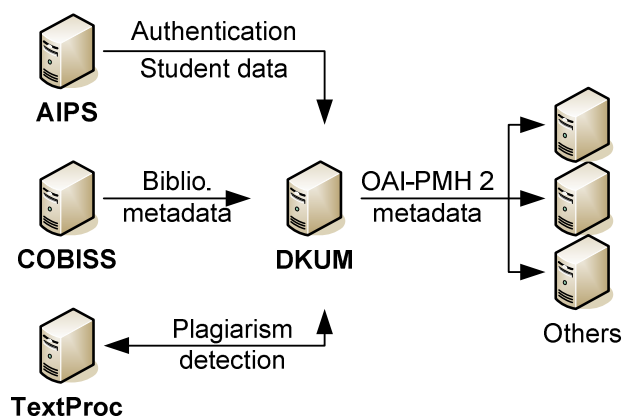 Authentication
Student data
AIPS
Biblio.
metadata
COBISS
DKUM
OAI-PMH 2
metadata
Others
Plagiarism
detection
TextProc